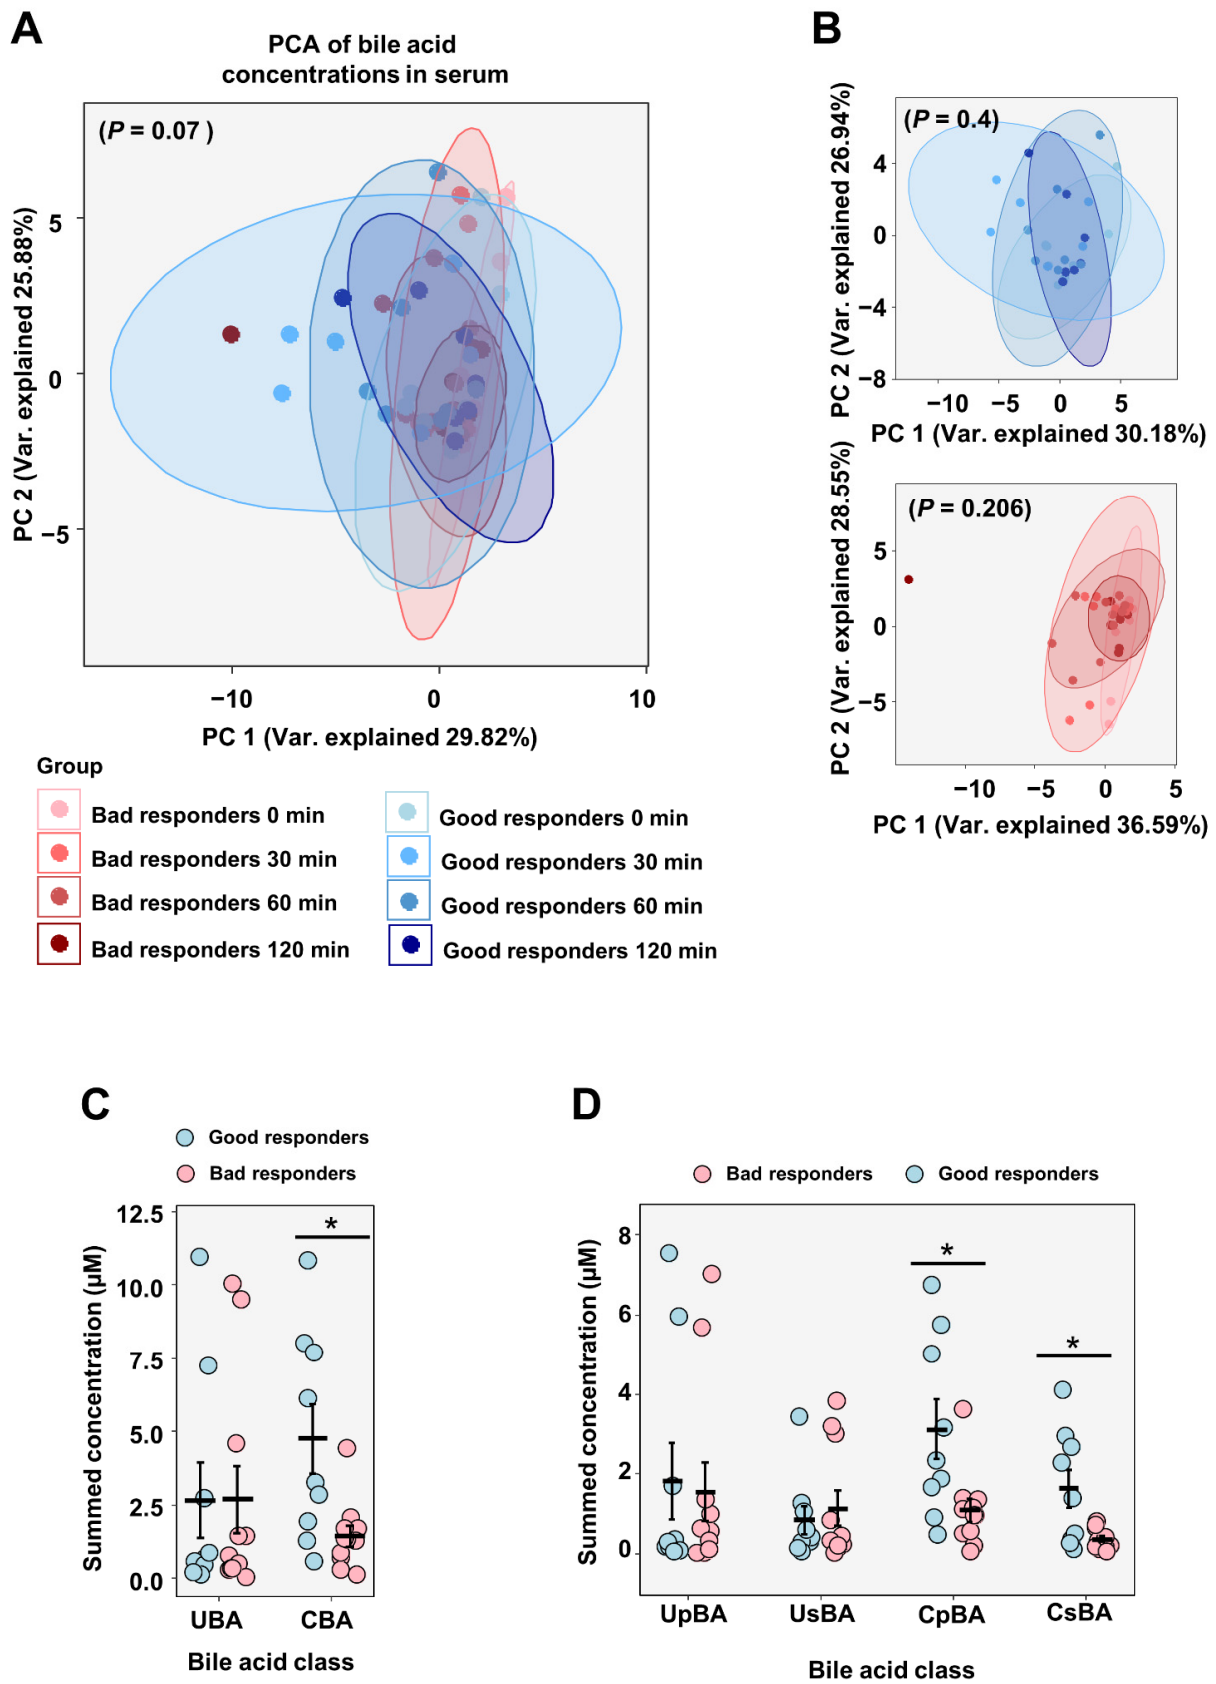 A
PCA of bile acid
concentrations in serum
(P = 0.07 )
PC 2 (Var. explained 25.88%)
5
0
−5
−10
0
10
PC 1 (Var. explained 29.82%)
Group
Bad responders 0 min
Bad responders 30 min
Bad responders 60 min
Bad responders 120 min
Good responders 0 min
Good responders 30 min
Good responders 60 min
Good responders 120 min
B
(P = 0.4)
PC 2 (Var. explained 26.94%)
4
0
−4
−8
−10
−5
0
5
PC 1 (Var. explained 30.18%)
(P = 0.206)
PC 2 (Var. explained 28.55%)
5
0
−5
−10
−5
0
5
PC 1 (Var. explained 36.59%)
C
Good responders
Bad responders
Summed concentration (µM)
12.5
10.0
7.5
5.0
2.5
0.0
*
UBA
CBA
Bile acid class
D
Bad responders
Good responders
Summed concentration (µM)
8
6
4
2
0
*
*
UpBA
UsBA
CpBA
CsBA
Bile acid class